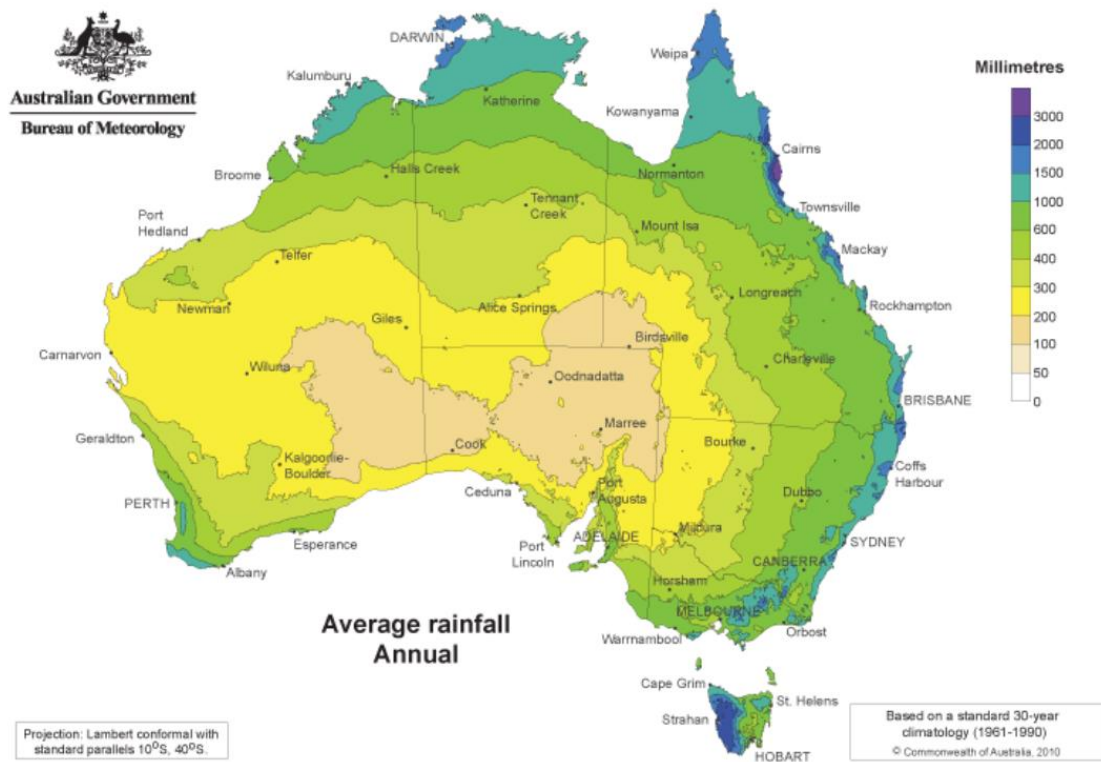 Australian Government
Bureau of Meteorology
DARWIN
Weipa
Kalumburu
Katherine
Kowanyama
Cairns
Broome
Halls Creek
Normanton
Port
Hedland
Tennant
Creek
Townsville
Mount Isa
Mackay
Telfer
Newman
Alice Springs
Longreach
Rockhampton
Giles
Birdsville
Carnarvon
Wiluna
Oodnadatta
Charleville
BRISBANE
Geraldton
Marree
Kalgoorlie-
Boulder
Cook
Bourke
Coffs
Harbour
Ceduna
Port
Augusta
Dubbo
PERTH
Esperance
Port
Lincoln
ADELAIDE
Mildura
SYDNEY
Albany
CANBERRA
Horsham
MELBOURNE
Warrnambool
Orbost
Cape Grim
St. Helens
Strahan
HOBART
Millimetres
3000
2000
1500
1000
600
400
300
200
100
50
0
Average rainfall
Annual
Projection: Lambert conformal with
standard parallels 10°S, 40°S.
Based on a standard 30-year
climatology (1961-1990)
© Commonwealth of Australia, 2010